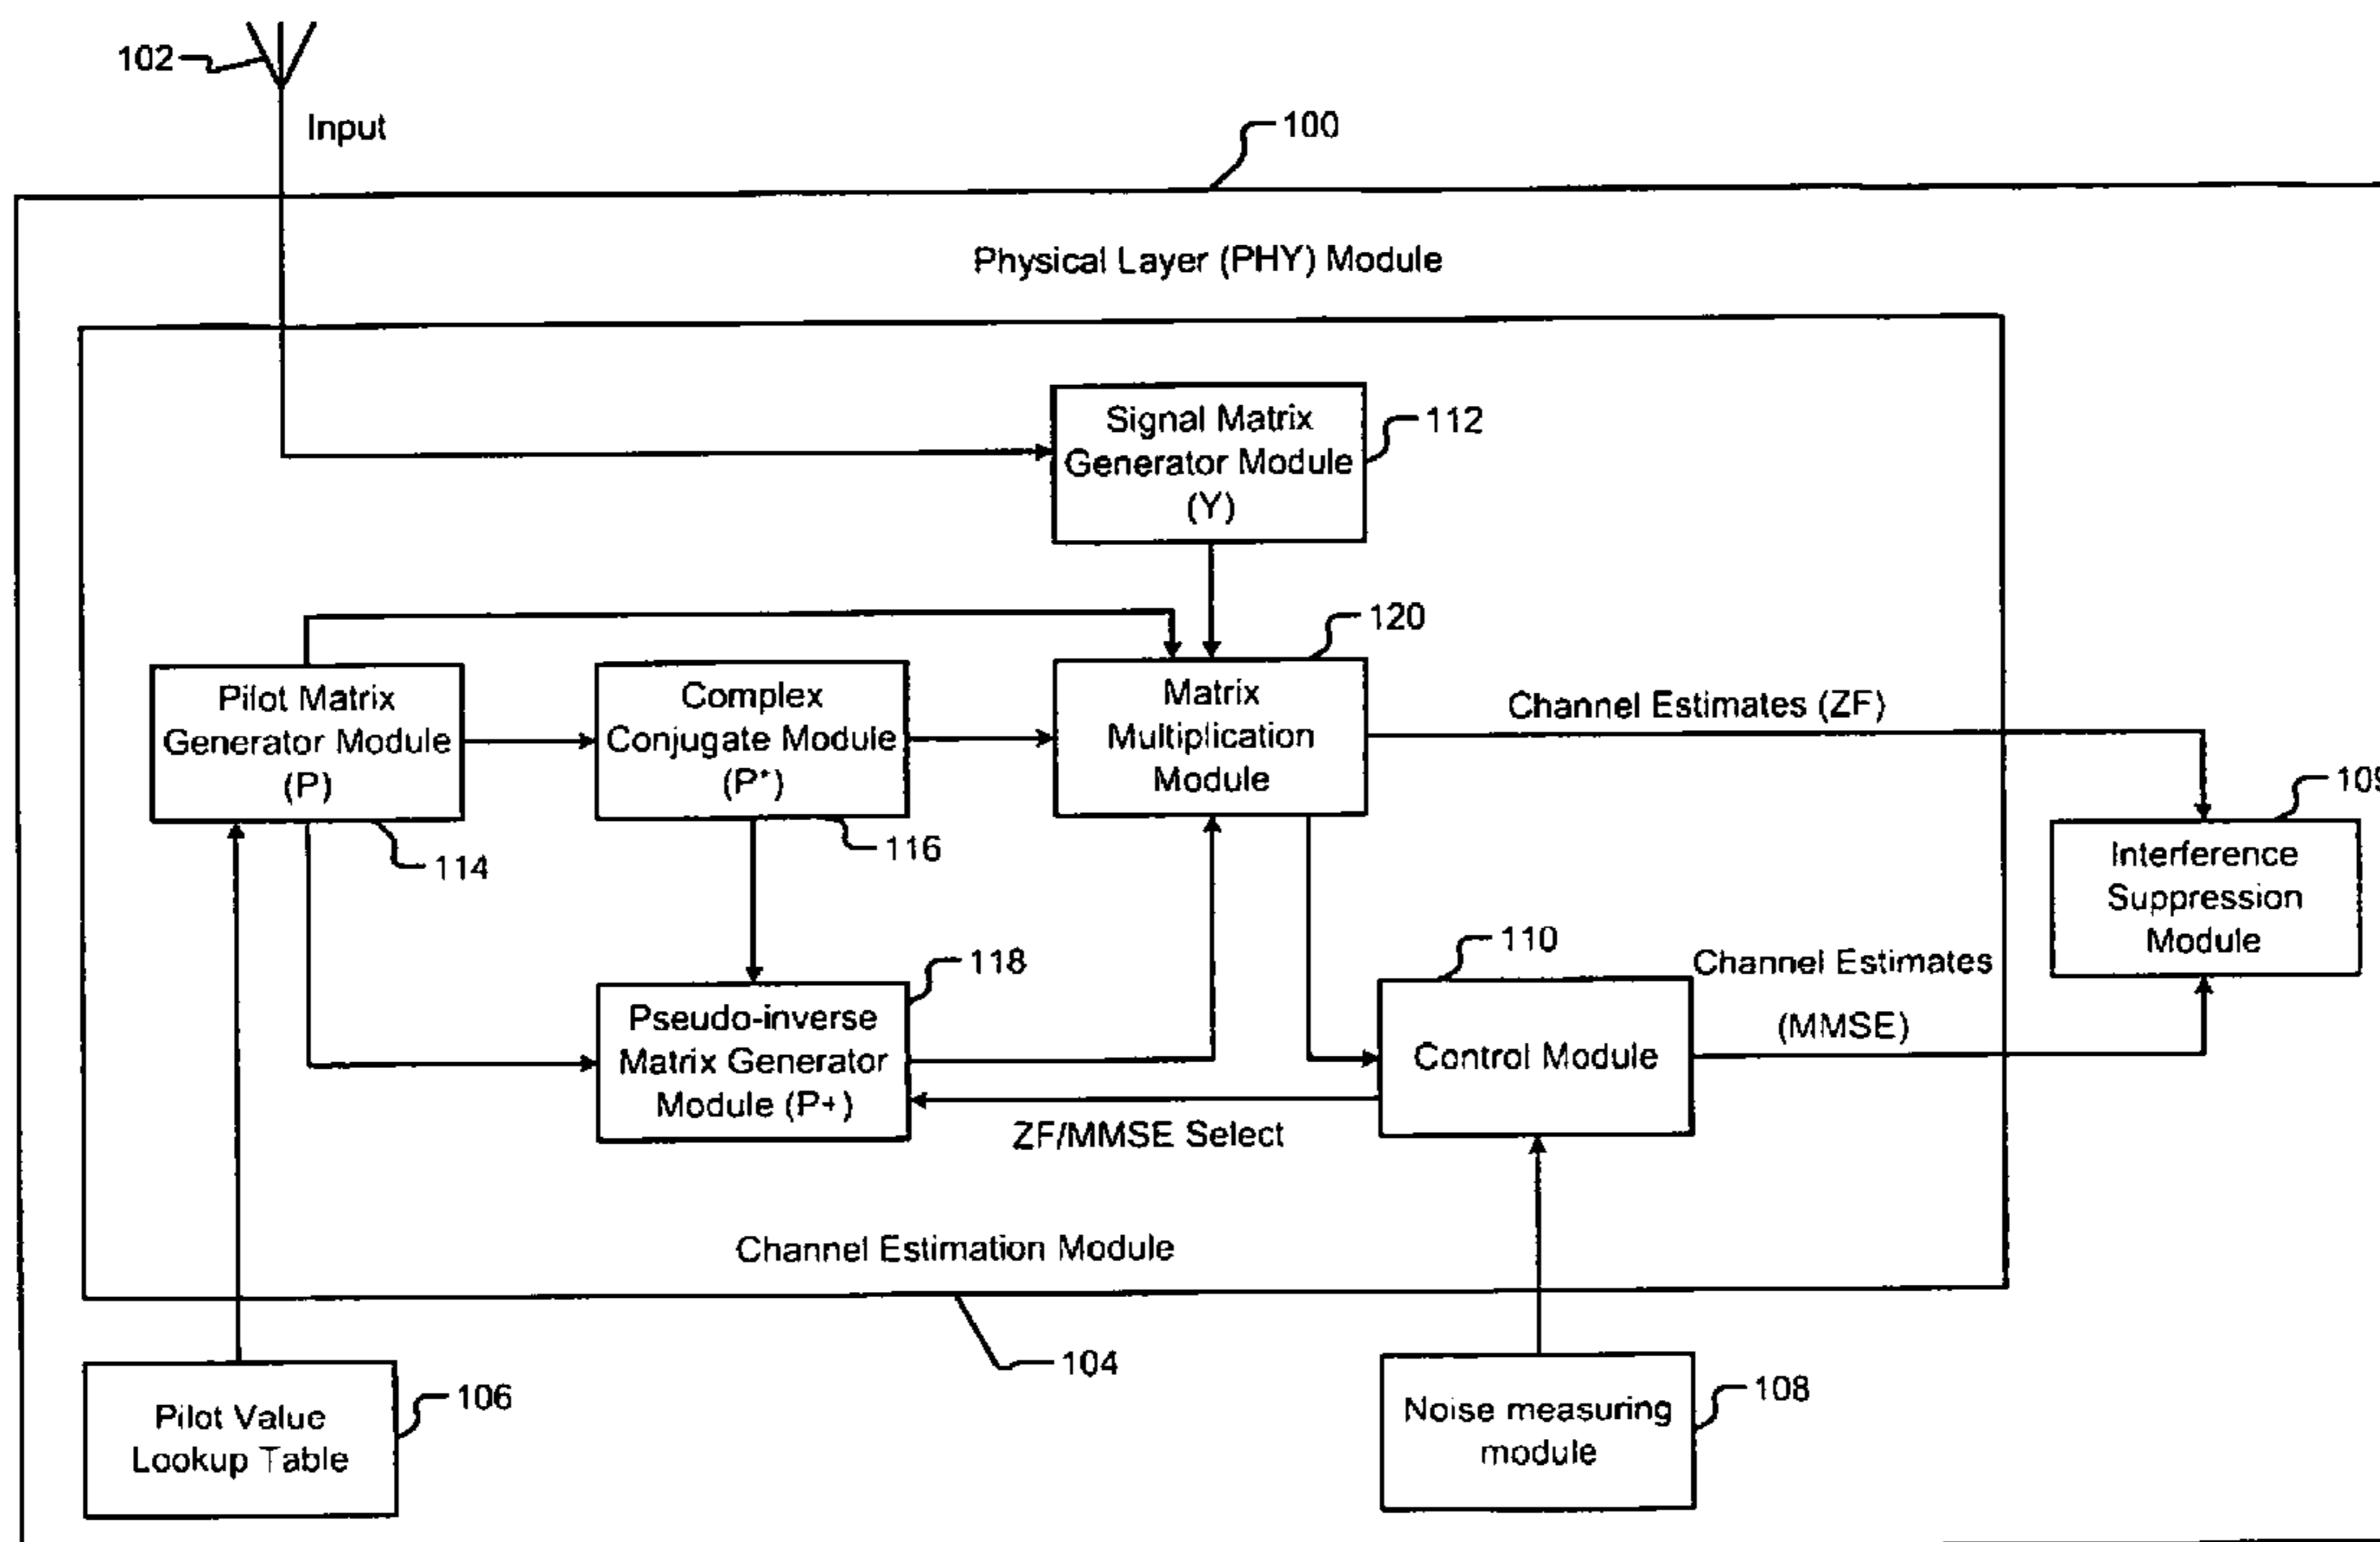 102
Input
100
Physical Layer (PHY) Module
Signal Matrix
Generator Module
(Y)
112
120
Pilot Matrix
Generator Module
(P)
114
Complex
Conjugate Module
(P*)
116
Matrix
Multiplication
Module
Channel Estimates (ZF)
Interference
Suppression
Module
118
Pseudo-inverse
Matrix Generator
Module (P+)
110
Control Module
Channel Estimates
(MMSE)
ZF/MMSE Select
Channel Estimation Module
104
Pilot Value
Lookup Table
106
Noise measuring
module
108